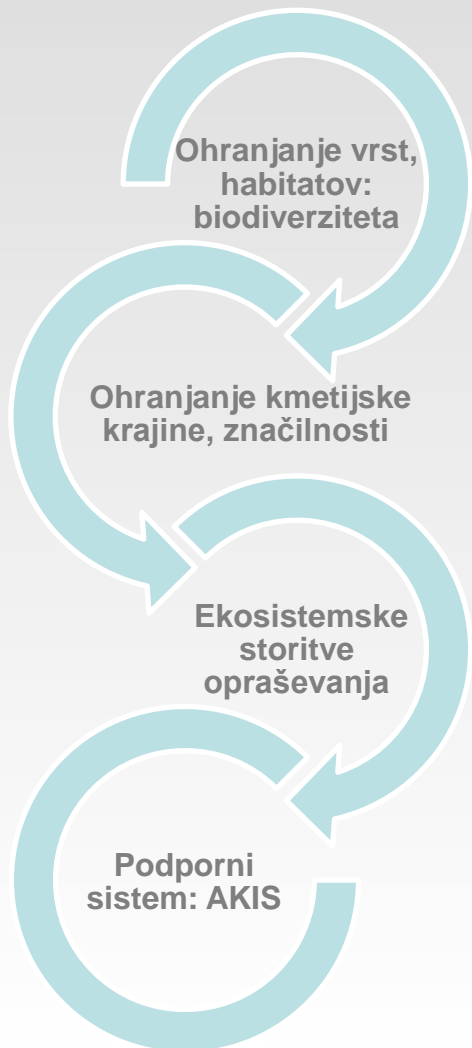 Ohranjanje vrst,
habitatov:
biodiverziteta
Ohranjanje kmetijske
krajine, značilnosti
Ekosistemske
storitve
opraševanja
Podporni
sistem: AKIS